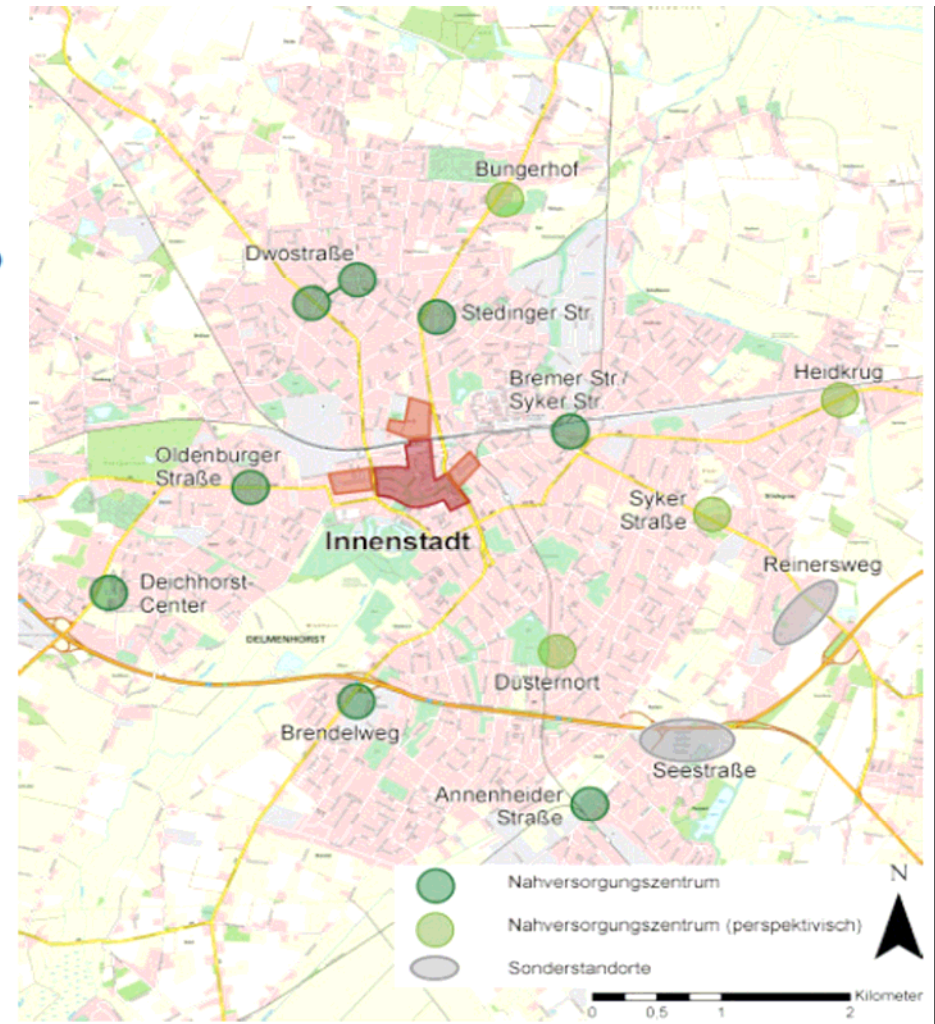 Bungerhof
Dwostraße
Stedinger Str.
Bremer Str./
Syker Str.
Heidkrug
Oldenburger
Straße
Syker
Straße
Innenstadt
Reinersweg
Deichhorst-
Center
DELMENHORST
Düsternort
Brendelweg
Seestraße
Annenheider
Straße
Nahversorgungszentrum
N
Nahversorgungszentrum (perspektivisch)
Sonderstandorte
Kilometer
0 0,5 1 2